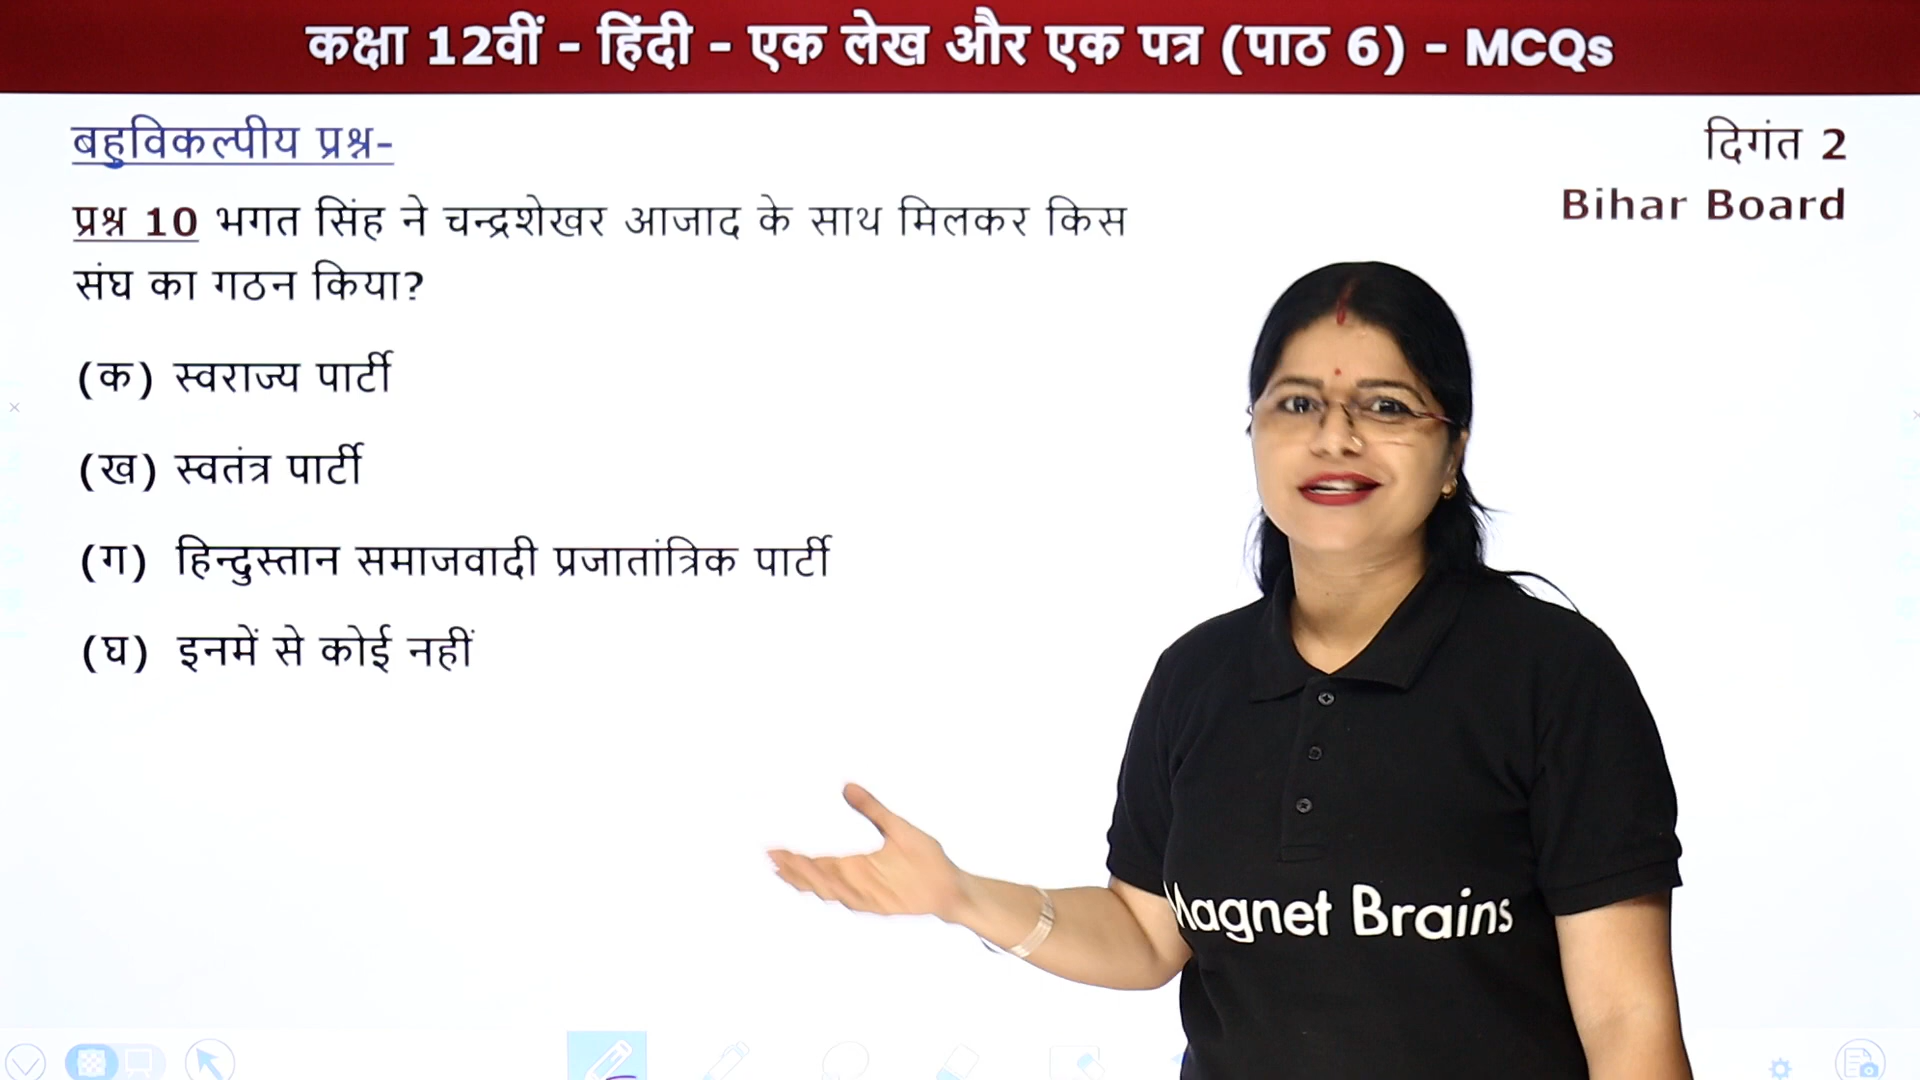 कक्षा 12वीं - हिंदी - एक लेख और एक पत्र (पाठ 6) - MCQs
बहुविकल्पीय प्रश्न-
दिगंत 2
Bihar Board
प्रश्न 10 भगत सिंह ने चन्द्रशेखर आजाद के साथ मिलकर किस
संघ का गठन किया?
(क) स्वराज्य पार्टी
(ख) स्वतंत्र पार्टी
(ग) हिन्दुस्तान समाजवादी प्रजातांत्रिक पार्टी
(घ) इनमें से कोई नहीं
Magnet Brains